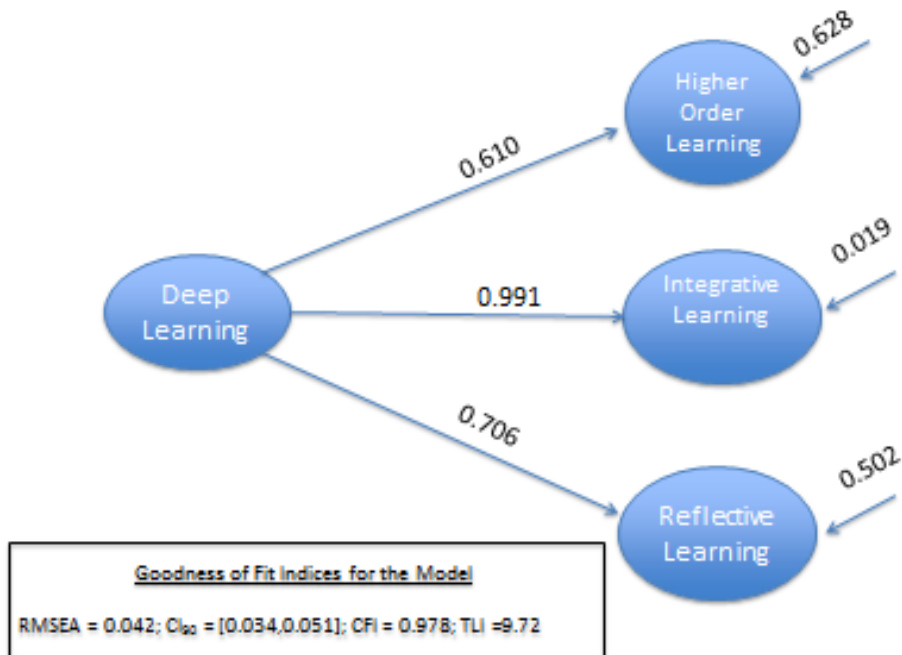 0.628
Higher
Order
Learning
0.610
0.019
Deep
Learning
0.991
Integrative
Learning
0.706
0.502
Reflective
Learning
Goodness of Fit Indices for the Model
RMSEA = 0.042; CI₉₀ = [0.034,0.051]; CFI = 0.978; TLI =9.72